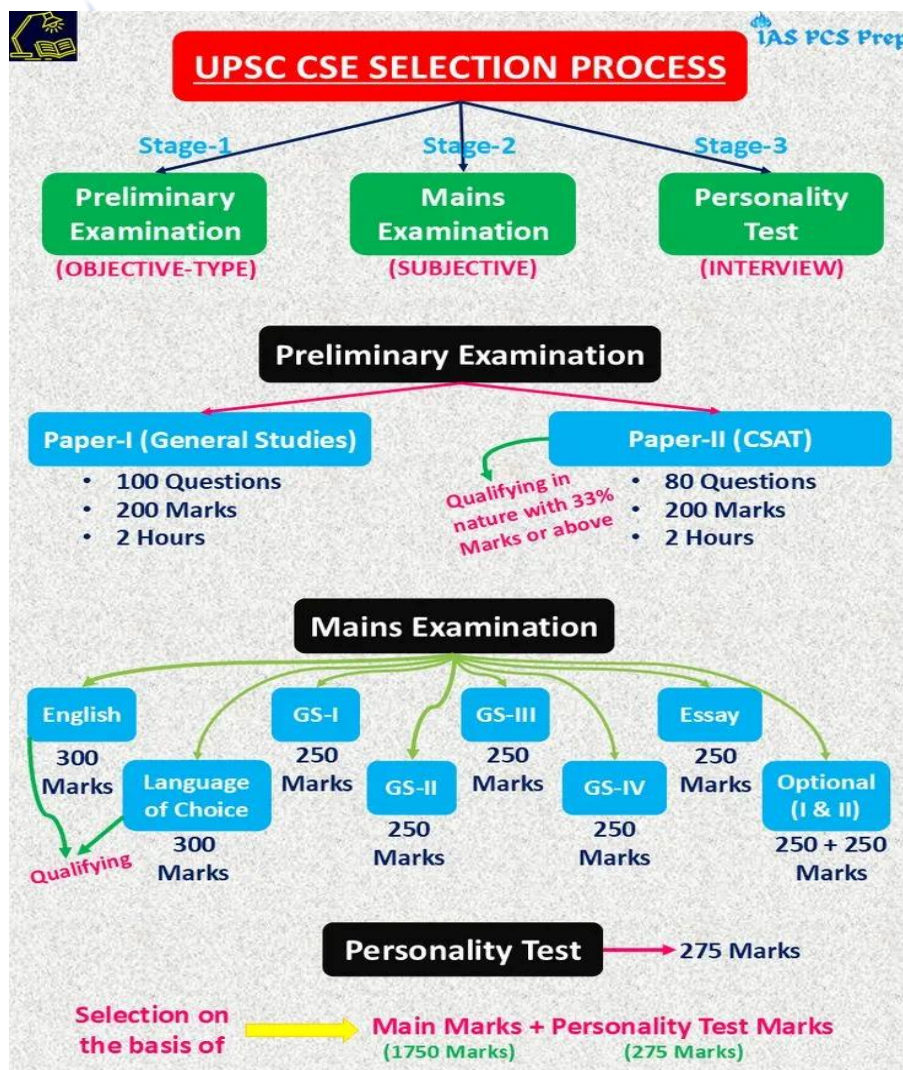 IAS PCS Prep
UPSC CSE SELECTION PROCESS
Stage-1
Stage-2
Stage-3
Preliminary
Examination
(OBJECTIVE-TYPE)
Mains
Examination
(SUBJECTIVE)
Personality
Test
(INTERVIEW)
Preliminary Examination
Paper-I (General Studies)
• 100 Questions
• 200 Marks
• 2 Hours
Qualifying in
nature with 33%
Marks or above
Paper-II (CSAT)
• 80 Questions
• 200 Marks
• 2 Hours
Mains Examination
English
300
Marks
Language
of Choice
300
Marks
Qualifying
GS-I
250
Marks
GS-II
250
Marks
GS-III
250
Marks
GS-IV
250
Marks
Essay
250
Marks
Optional
(I & II)
250 + 250
Marks
Personality Test
275 Marks
Selection on
the basis of
Main Marks + Personality Test Marks
(1750 Marks) (275 Marks)